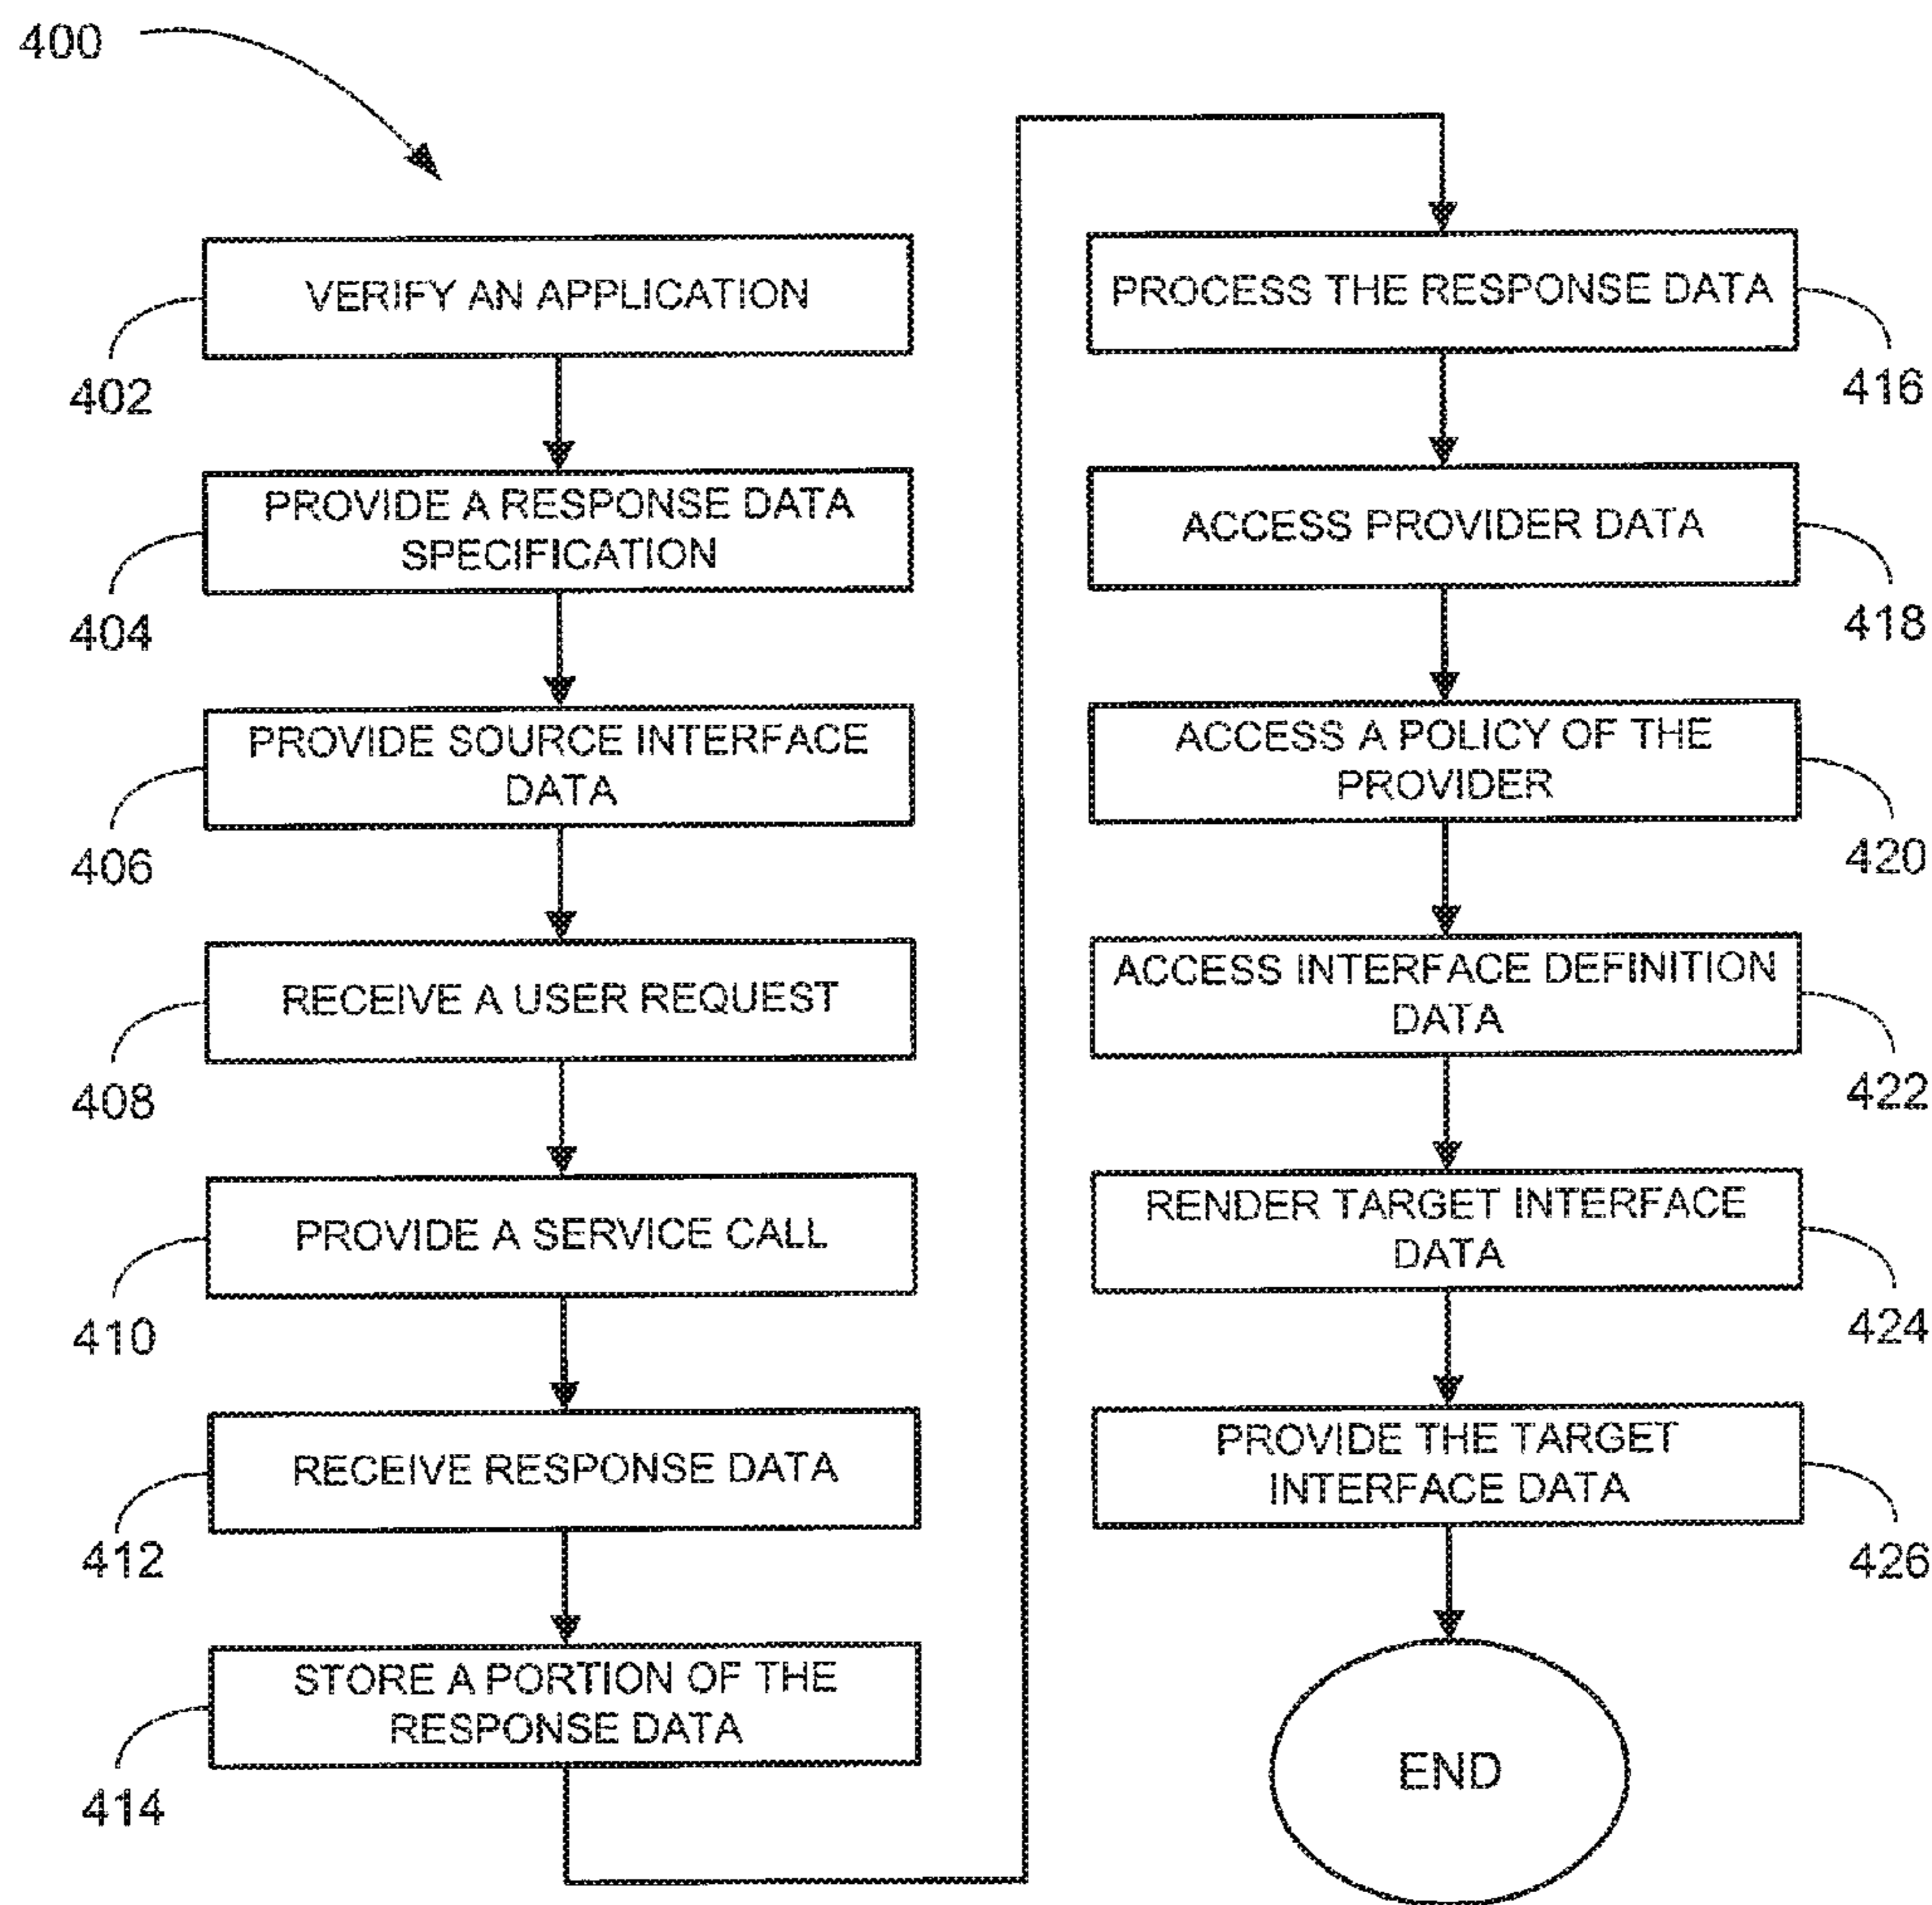 400
VERIFY AN APPLICATION
402
PROVIDE A RESPONSE DATA
SPECIFICATION
404
PROVIDE SOURCE INTERFACE
DATA
406
RECEIVE A USER REQUEST
408
PROVIDE A SERVICE CALL
410
RECEIVE RESPONSE DATA
412
STORE A PORTION OF THE
RESPONSE DATA
414
PROCESS THE RESPONSE DATA
416
ACCESS PROVIDER DATA
418
ACCESS A POLICY OF THE
PROVIDER
420
ACCESS INTERFACE DEFINITION
DATA
422
RENDER TARGET INTERFACE
DATA
424
PROVIDE THE TARGET
INTERFACE DATA
426
END